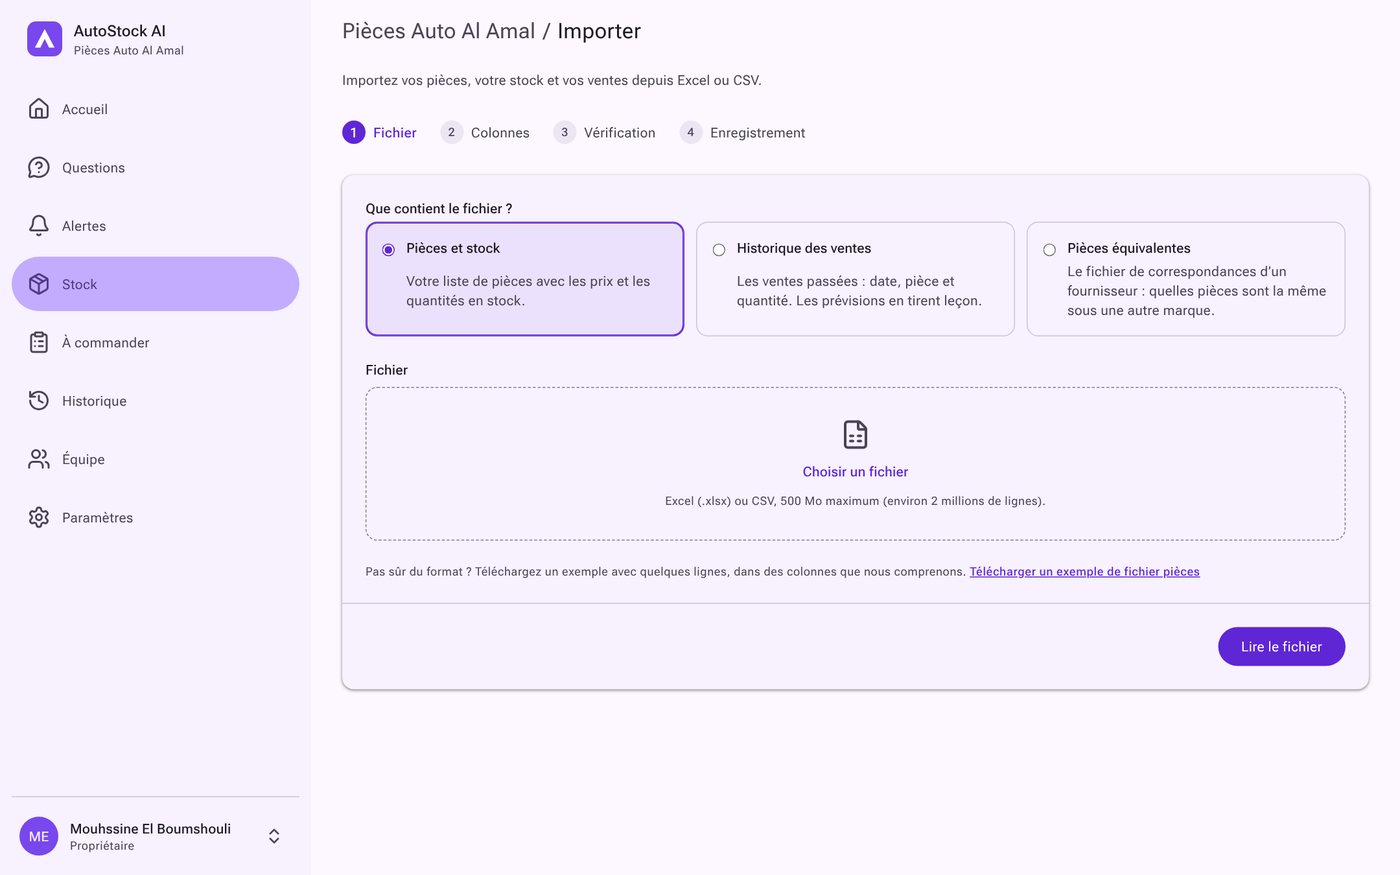 AutoStock AI
Pièces Auto Al Amal
Accueil
Questions
Alertes
Stock
À commander
Historique
Équipe
Paramètres
ME
Mouhssine El Boumshouli
Propriétaire
Pièces Auto Al Amal / Importer
Importez vos pièces, votre stock et vos ventes depuis Excel ou CSV.
1 Fichier 2 Colonnes 3 Vérification 4 Enregistrement
Que contient le fichier ?
Pièces et stock
Votre liste de pièces avec les prix et les
quantités en stock.
Historique des ventes
Les ventes passées : date, pièce et
quantité. Les prévisions en tirent leçon.
Pièces équivalentes
Le fichier de correspondances d’un
fournisseur : quelles pièces sont la même
sous une autre marque.
Fichier
Choisir un fichier
Excel (.xlsx) ou CSV, 500 Mo maximum (environ 2 millions de lignes).
Pas sûr du format ? Téléchargez un exemple avec quelques lignes, dans des colonnes que nous comprenons. Télécharger un exemple de fichier pièces
Lire le fichier